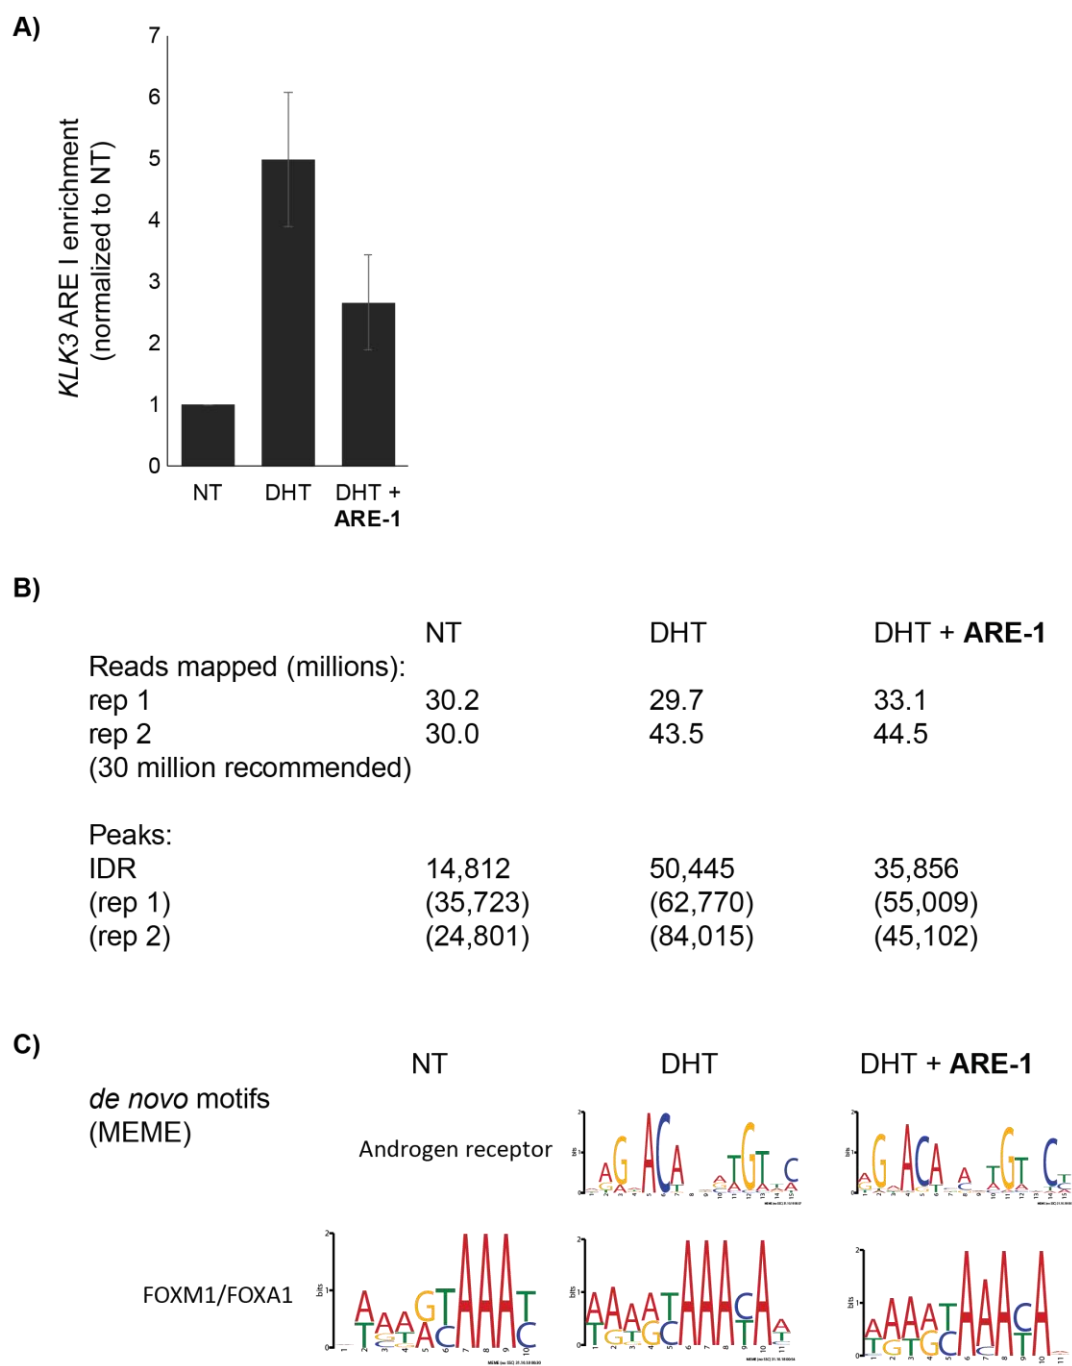 A)
7
6
5
4
3
2
1
0
KLK3 ARE I enrichment
(normalized to NT)
NT DHT DHT +
ARE-1
B)
NT DHT DHT + ARE-1
Reads mapped (millions):
rep 1 30.2 29.7 33.1
rep 2 30.0 43.5 44.5
(30 million recommended)
Peaks:
IDR 14,812 50,445 35,856
(rep 1) (35,723) (62,770) (55,009)
(rep 2) (24,801) (84,015) (45,102)
C)
NT DHT DHT + ARE-1
de novo motifs
(MEME)
Androgen receptor
FOXM1/FOXA1